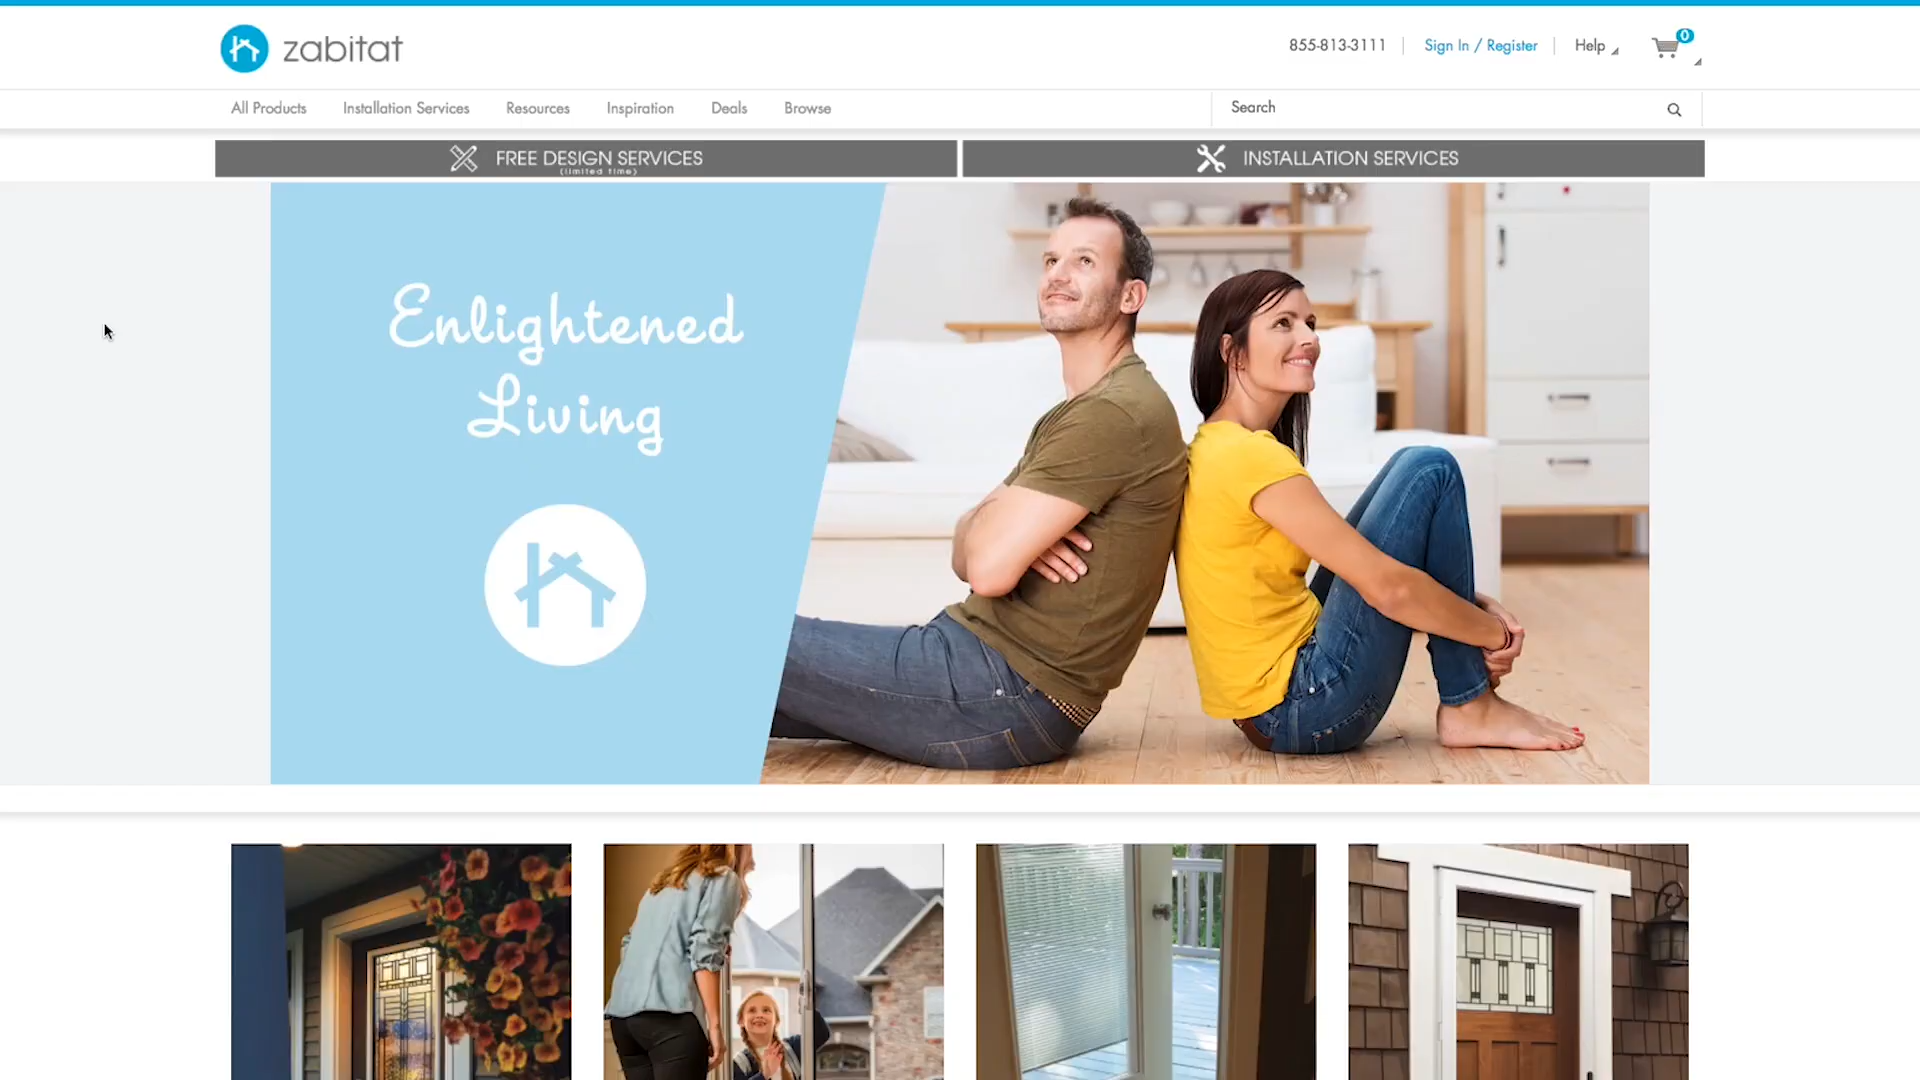 zabitat
855-813-3111
Sign In / Register
Help
0
All Products
Installation Services
Resources
Inspiration
Deals
Browse
Search
FREE DESIGN SERVICES
(limited time)
INSTALLATION SERVICES
Enlightened
Living